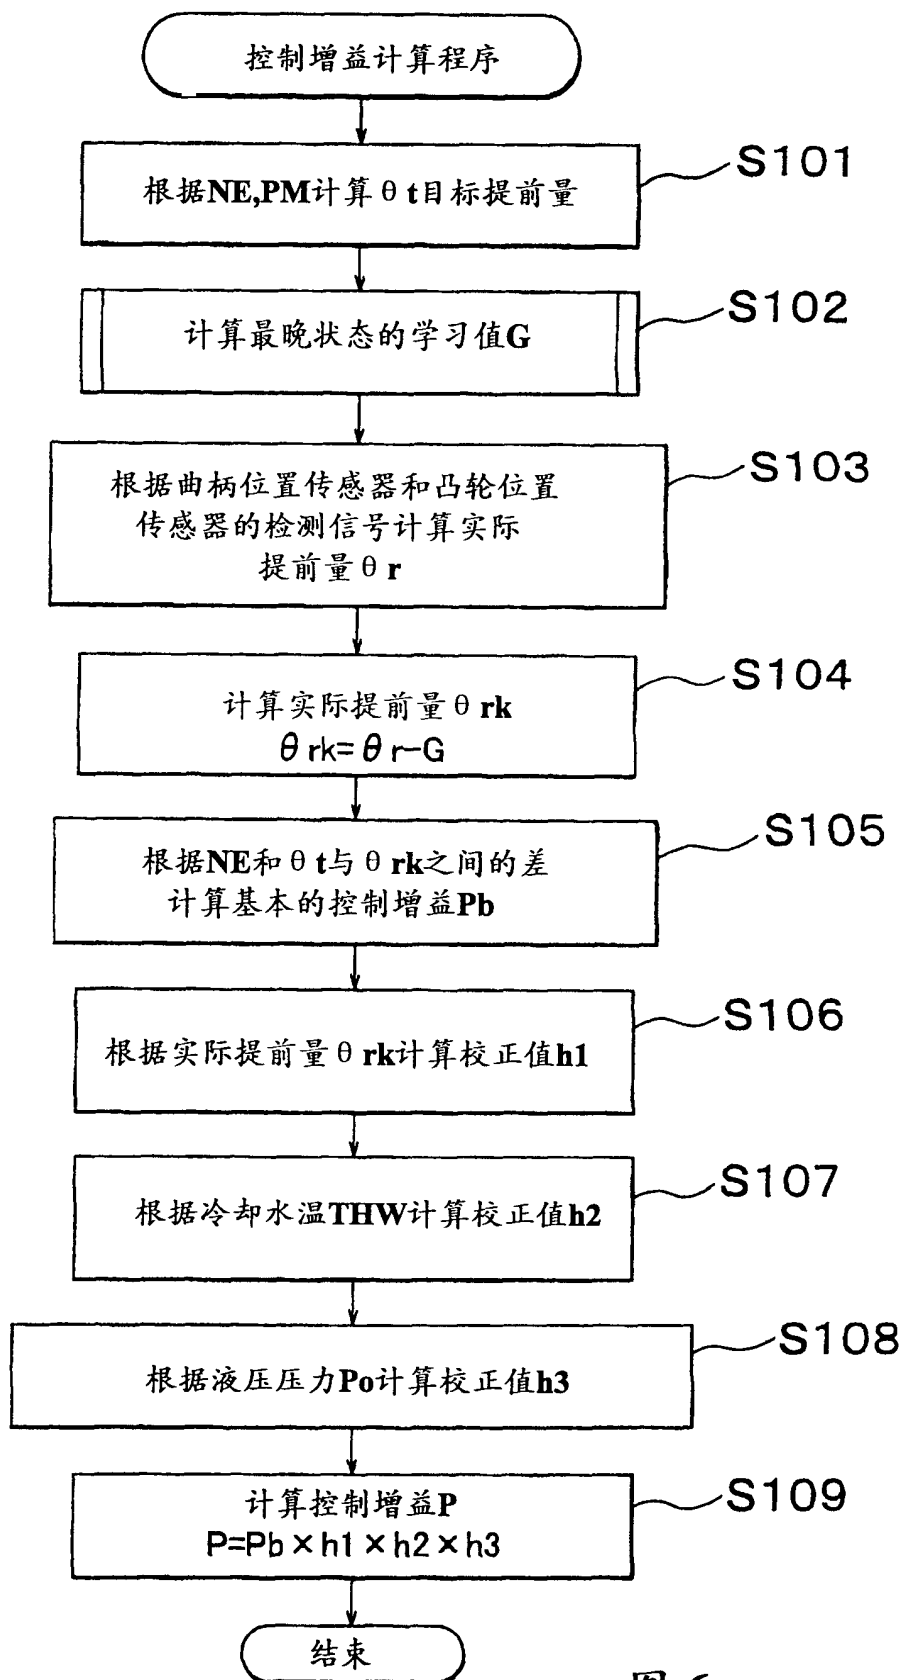 控制增益计算程序
S101
根据NE,PM计算θt目标提前量
S102
计算最晚状态的学习值G
S103
根据曲柄位置传感器和凸轮位置
传感器的检测信号计算实际
提前量θr
S104
计算实际提前量θrk
θrk=θr-G
S105
根据NE和θt与θrk之间的差
计算基本的控制增益Pb
S106
根据实际提前量θrk计算校正值h1
S107
根据冷却水温THW计算校正值h2
S108
根据液压压力Po计算校正值h3
S109
计算控制增益P
P=Pb×h1×h2×h3
结束